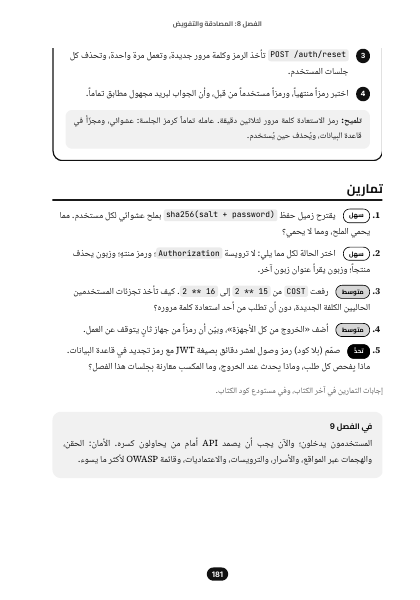 الفصل 8: المصادقة والتفويض
3 POST /auth/reset تأخذ الرمز وكلمة مرور جديدة، وتعمل مرة واحدة، وتحذف كل
جلسات المستخدم.
4 اختبر رمزاً منتهياً، ورمزاً مستخدماً من قبل، وأن الجواب لبريد مجهول مطابق تماماً.
تلميح: رمز الاستعادة كلمة مرور لثلاثين دقيقة. عامله تماماً كرمز الجلسة: عشوائي، ومجزأ في
قاعدة البيانات، ويُحذف حين يُستخدم.
تمارين
1. سهل يقترح زميل حفظ sha256(salt + password) بملح عشوائي لكل مستخدم. مما
يحمي الملح، ومما لا يحمي؟
2. سهل اختر الحالة لكل مما يلي: لا ترويسة Authorization؛ ورمز منتهٍ؛ وزبون يحذف
منتجاً؛ وزبون يقرأ عنوان زبون آخر.
3. متوسط رفعت COST من 15 ** 2 إلى 16 ** 2. كيف تأخذ تجزئات المستخدمين
الحاليين الكلفة الجديدة، دون أن تطلب من أحد استعادة كلمة مروره؟
4. متوسط أضف «الخروج من كل الأجهزة»، وبيّن أن رمزاً من جهاز ثانٍ يتوقف عن العمل.
5. تحدٍّ صمّم (بلا كود) رمز وصول لعشر دقائق بصيغة JWT مع رمز تجديد في قاعدة البيانات.
ماذا يفحص كل طلب، وماذا يحدث عند الخروج، وما المكسب مقارنة بجلسات هذا الفصل؟
إجابات التمارين في آخر الكتاب، وفي مستودع كود الكتاب.
في الفصل 9
المستخدمون يدخلون؛ والآن يجب أن يصمد API أمام من يحاولون كسره. الأمان: الحقن،
والهجمات عبر المواقع، والأسرار، والترويسات، والاعتماديات، وقائمة OWASP لأكثر ما يسوء.
181